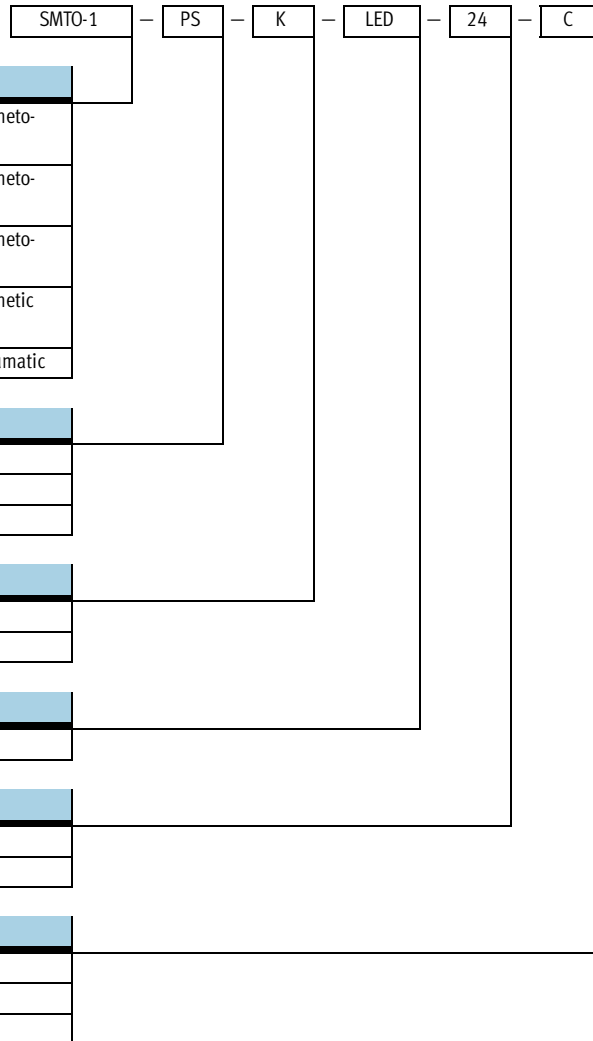 SMTO-1 – PS – K – LED – 24 – C
neto-
neto-
neto-
netic
matic